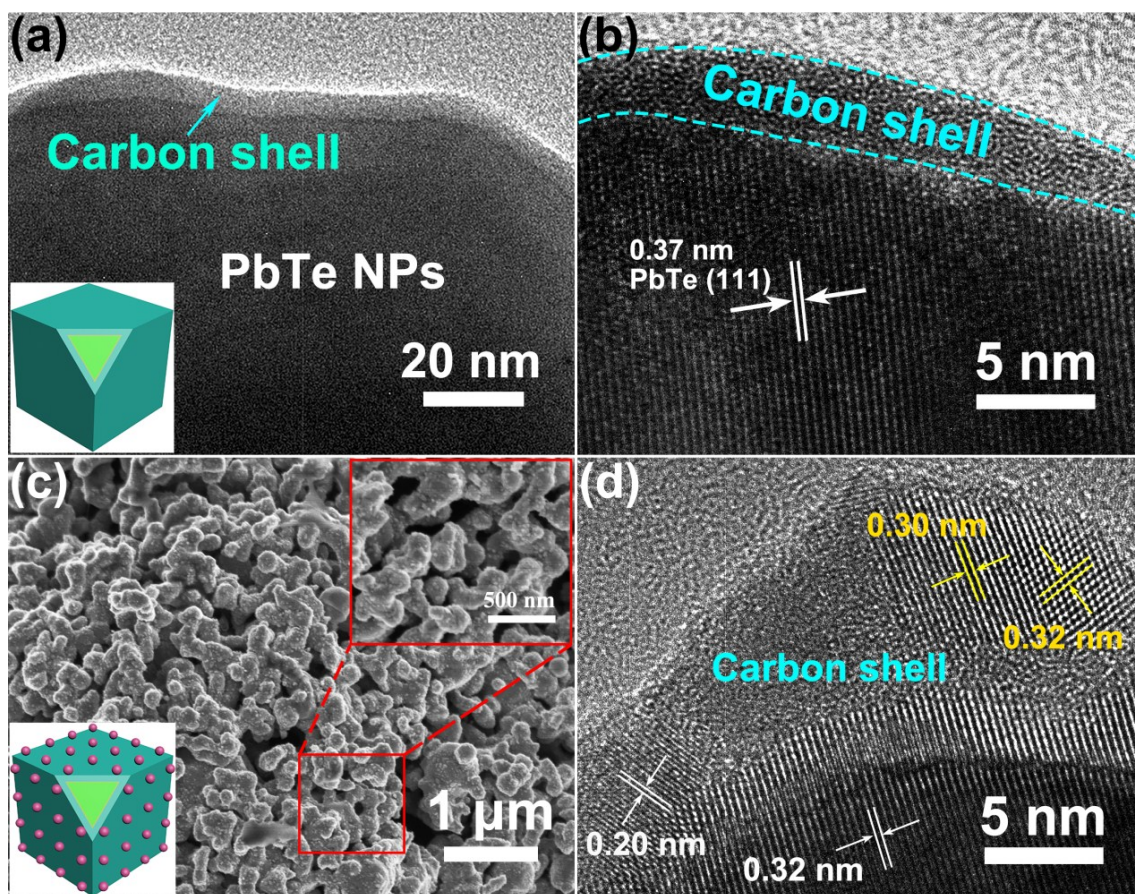 (a)
Carbon shell
PbTe NPs
20 nm
(b)
Carbon shell
0.37 nm
PbTe (111)
5 nm
(c)
500 nm
1 μm
(d)
0.30 nm
0.32 nm
Carbon shell
0.20 nm
0.32 nm
5 nm